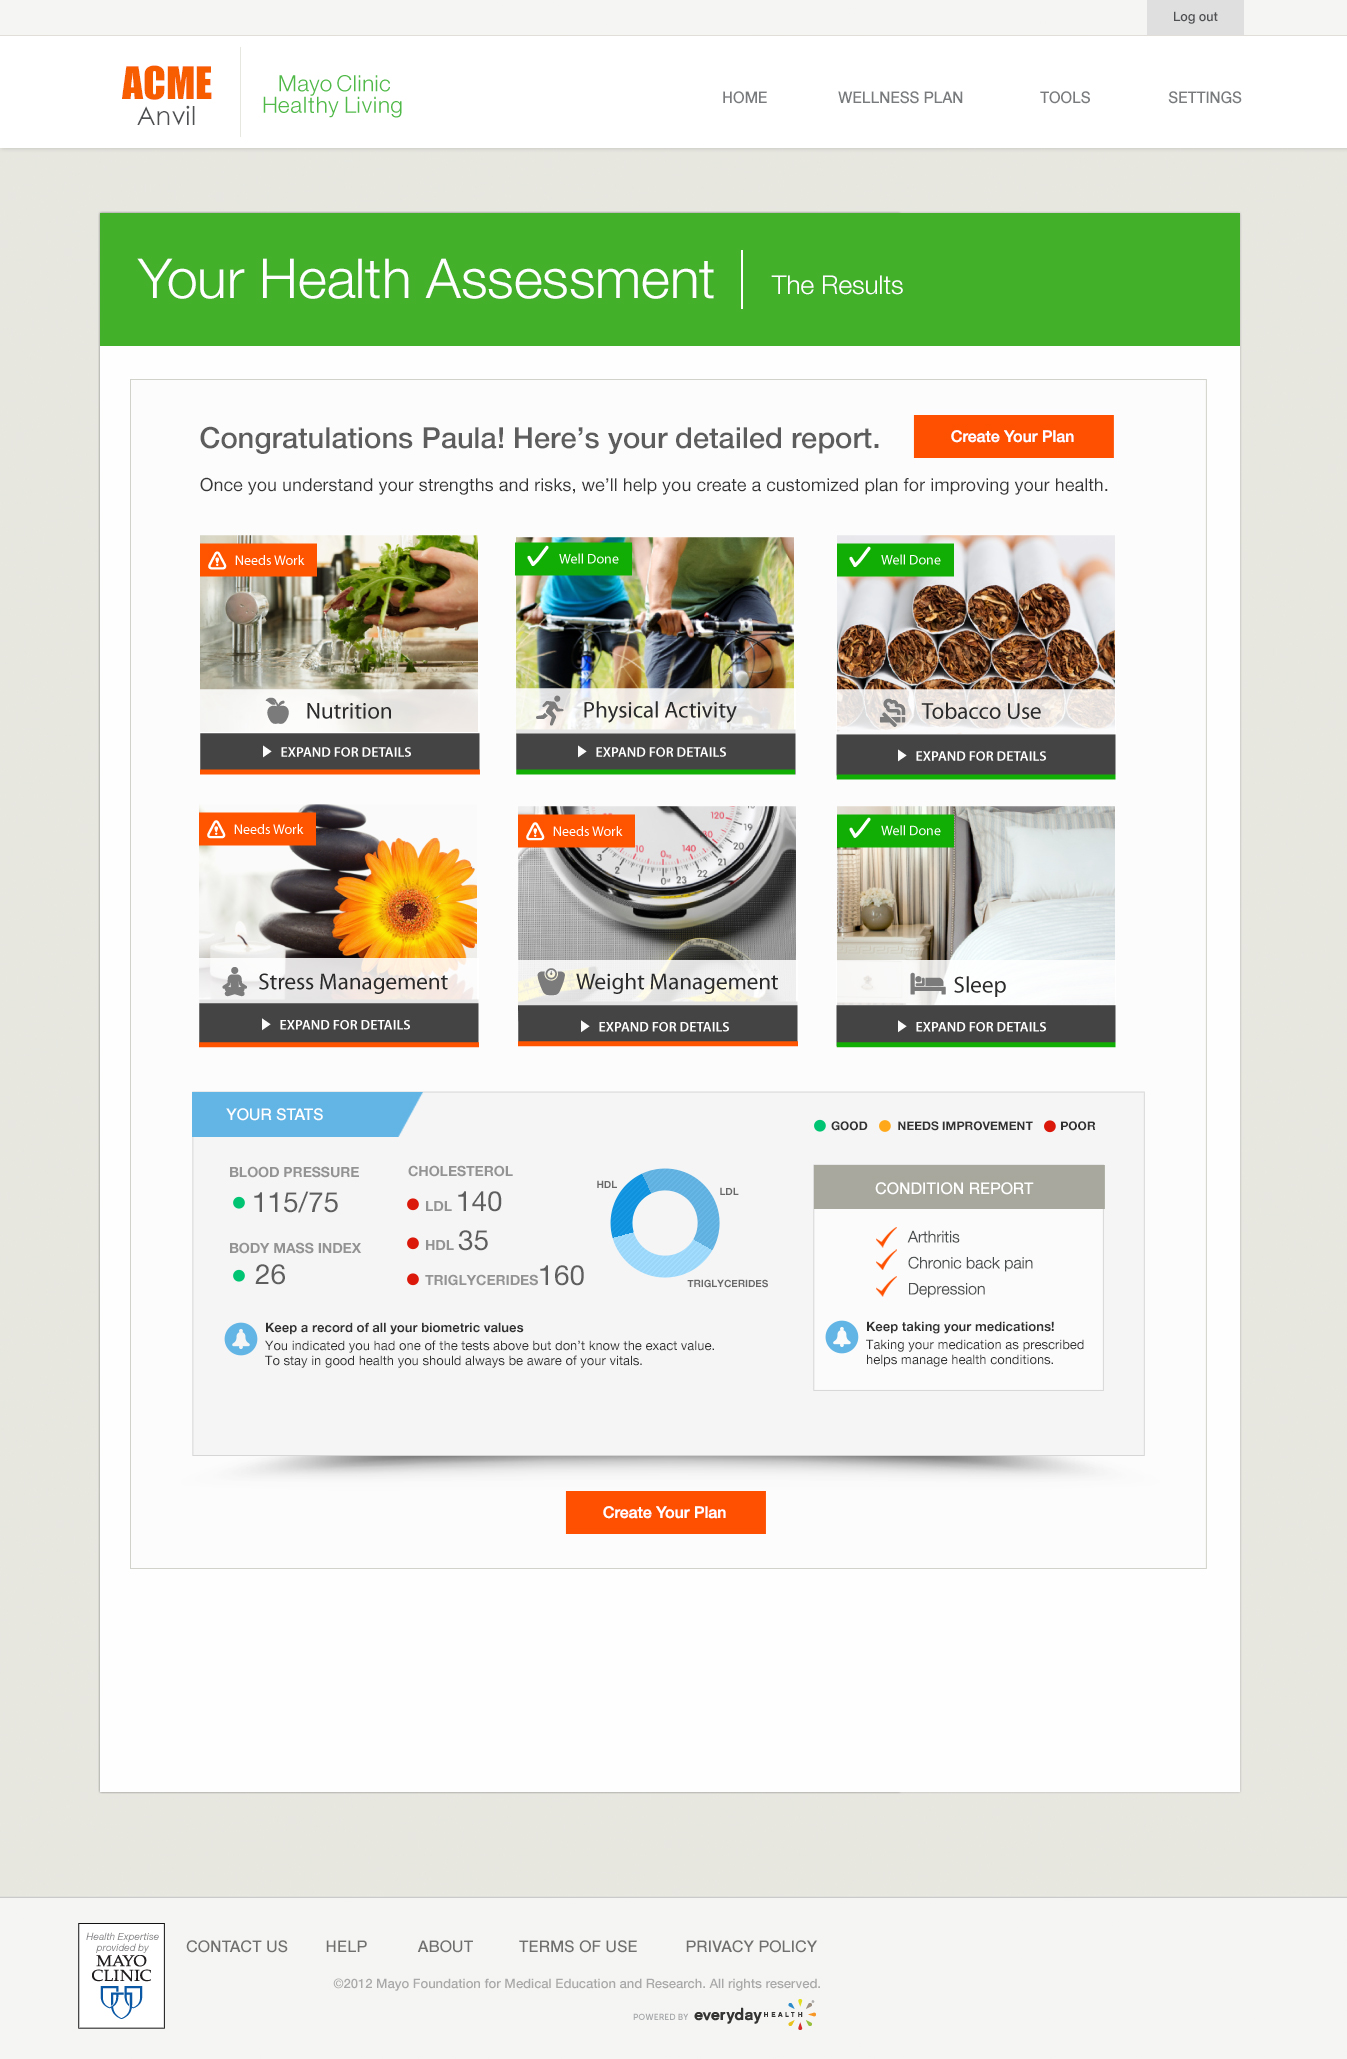 Log out
ACME
Anvil
Mayo Clinic
Healthy Living
HOME
WELLNESS PLAN
TOOLS
SETTINGS
Your Health Assessment
The Results
Congratulations Paula! Here's your detailed report.
Create Your Plan
Once you understand your strengths and risks, we'll help you create a customized plan for improving your health.
Needs Work
Nutrition
EXPAND FOR DETAILS
Well Done
Physical Activity
EXPAND FOR DETAILS
Well Done
Tobacco Use
EXPAND FOR DETAILS
Needs Work
Stress Management
EXPAND FOR DETAILS
Needs Work
Weight Management
EXPAND FOR DETAILS
Well Done
Sleep
EXPAND FOR DETAILS
YOUR STATS
GOOD
NEEDS IMPROVEMENT
POOR
BLOOD PRESSURE
115/75
BODY MASS INDEX
26
CHOLESTEROL
LDL 140
HDL 35
TRIGLYCERIDES 160
HDL
LDL
TRIGLYCERIDES
Keep a record of all your biometric values
You indicated you had one of the tests above but don't know the exact value.
To stay in good health you should always be aware of your vitals.
CONDITION REPORT
Arthritis
Chronic back pain
Depression
Keep taking your medications!
Taking your medication as prescribed
helps manage health conditions.
Create Your Plan
Health Expertise
provided by
MAYO
CLINIC
CONTACT US
HELP
ABOUT
TERMS OF USE
PRIVACY POLICY
©2012 Mayo Foundation for Medical Education and Research. All rights reserved.
POWERED BY everyday HEALTH